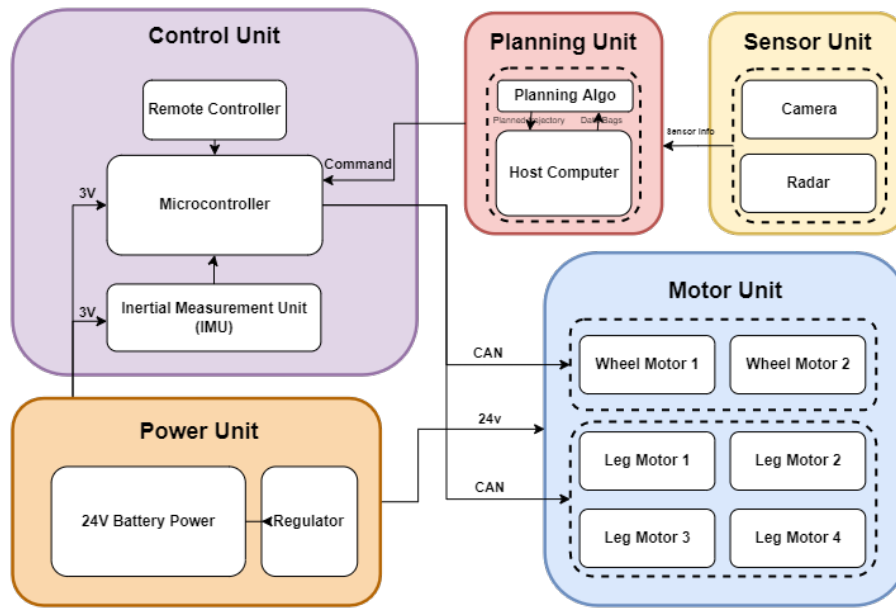 Control Unit
Remote Controller
3V
Microcontroller
Command
3V
Inertial Measurement Unit
(IMU)
Planning Unit
Planning Algo
Planned Trajectory
Data Bags
Host Computer
Sensor Info
Sensor Unit
Camera
Radar
Motor Unit
CAN
Wheel Motor 1
Wheel Motor 2
24v
CAN
Leg Motor 1
Leg Motor 2
Leg Motor 3
Leg Motor 4
Power Unit
24V Battery Power
Regulator